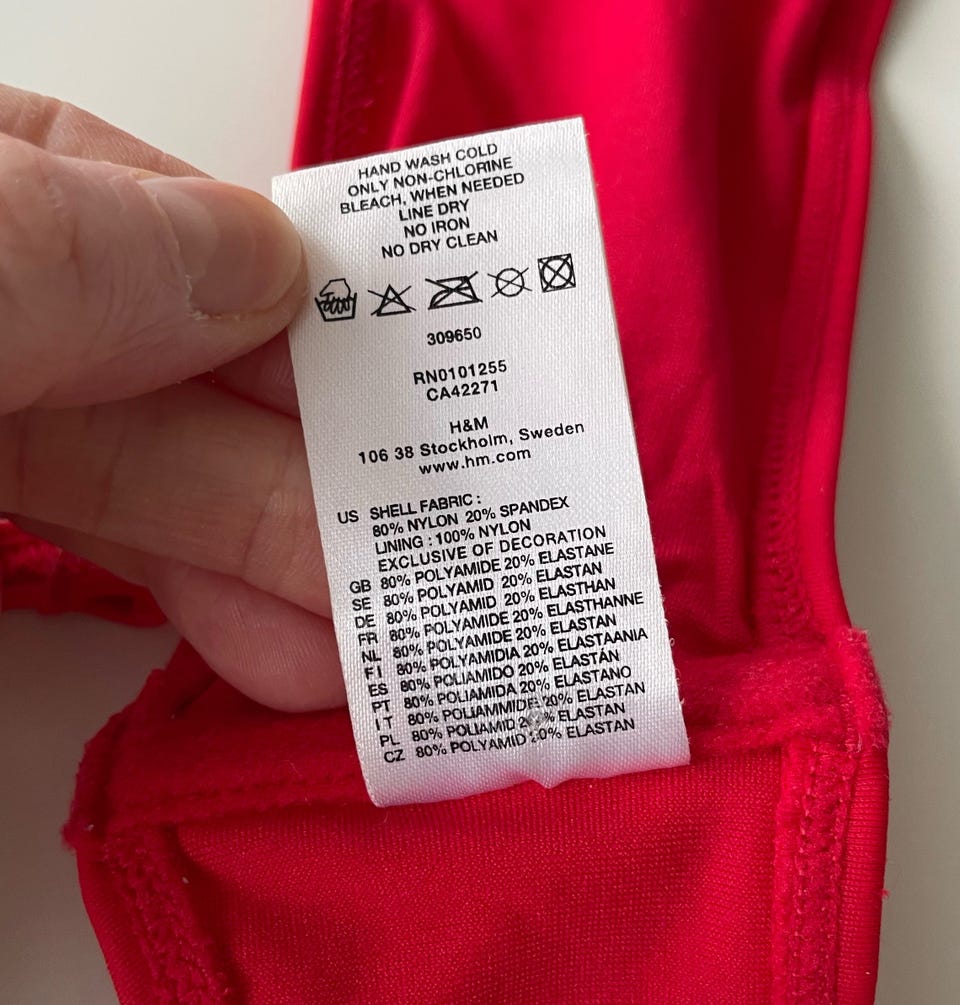 HAND WASH COLD
ONLY NON-CHLORINE
BLEACH, WHEN NEEDED
LINE DRY
NO IRON
NO DRY CLEAN
309650
RN0101255
CA42271
H&M
106 38 Stockholm, Sweden
www.hm.com
US SHELL FABRIC :
80% NYLON 20% SPANDEX
LINING : 100% NYLON
EXCLUSIVE OF DECORATION
GB 80% POLYAMIDE 20% ELASTANE
SE 80% POLYAMID 20% ELASTAN
DE 80% POLYAMID 20% ELASTHAN
FR 80% POLYAMIDE 20% ELASTHANNE
NL 80% POLYAMIDE 20% ELASTAN
FI 80% POLYAMIDIA 20% ELASTAANIA
ES 80% POLIAMIDO 20% ELASTÁN
PT 80% POLIAMIDA 20% ELASTANO
IT 80% POLIAMMIDE 20% ELASTAN
PL 80% POLIAMID 20% ELASTAN
CZ 80% POLYAMID 20% ELASTAN